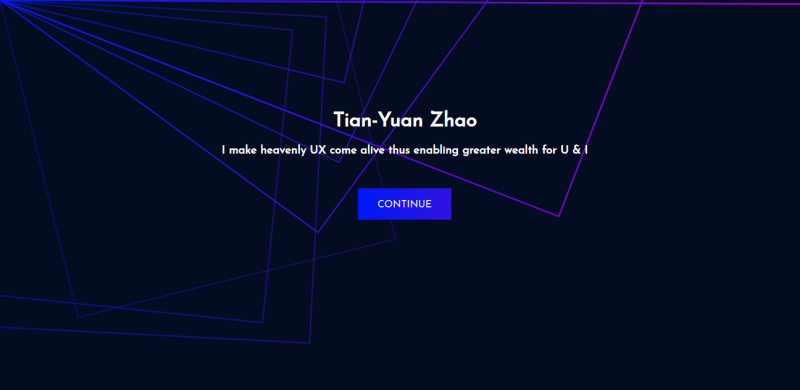 Tian-Yuan Zhao
I make heavenly UX come alive thus enabling greater wealth for U & I
CONTINUE